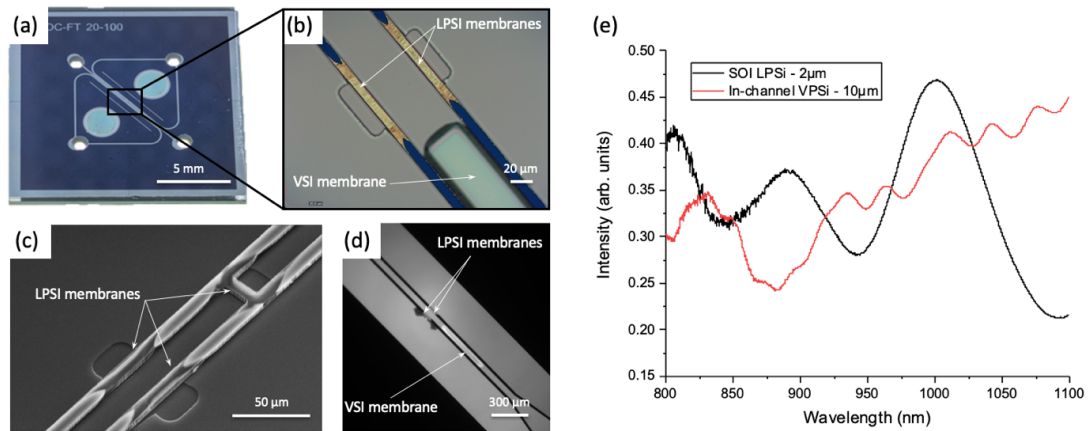 (a)
OC-FT 20-100
5 mm
(b)
LPSI membranes
VSI membrane
20 µm
(c)
LPSI membranes
50 µm
(d)
LPSI membranes
VSI membrane
300 µm
(e)
SOI LPSi - 2µm
In-channel VPSi - 10µm
Intensity (arb. units)
0.50
0.45
0.40
0.35
0.30
0.25
0.20
0.15
800 850 900 950 1000 1050 1100
Wavelength (nm)